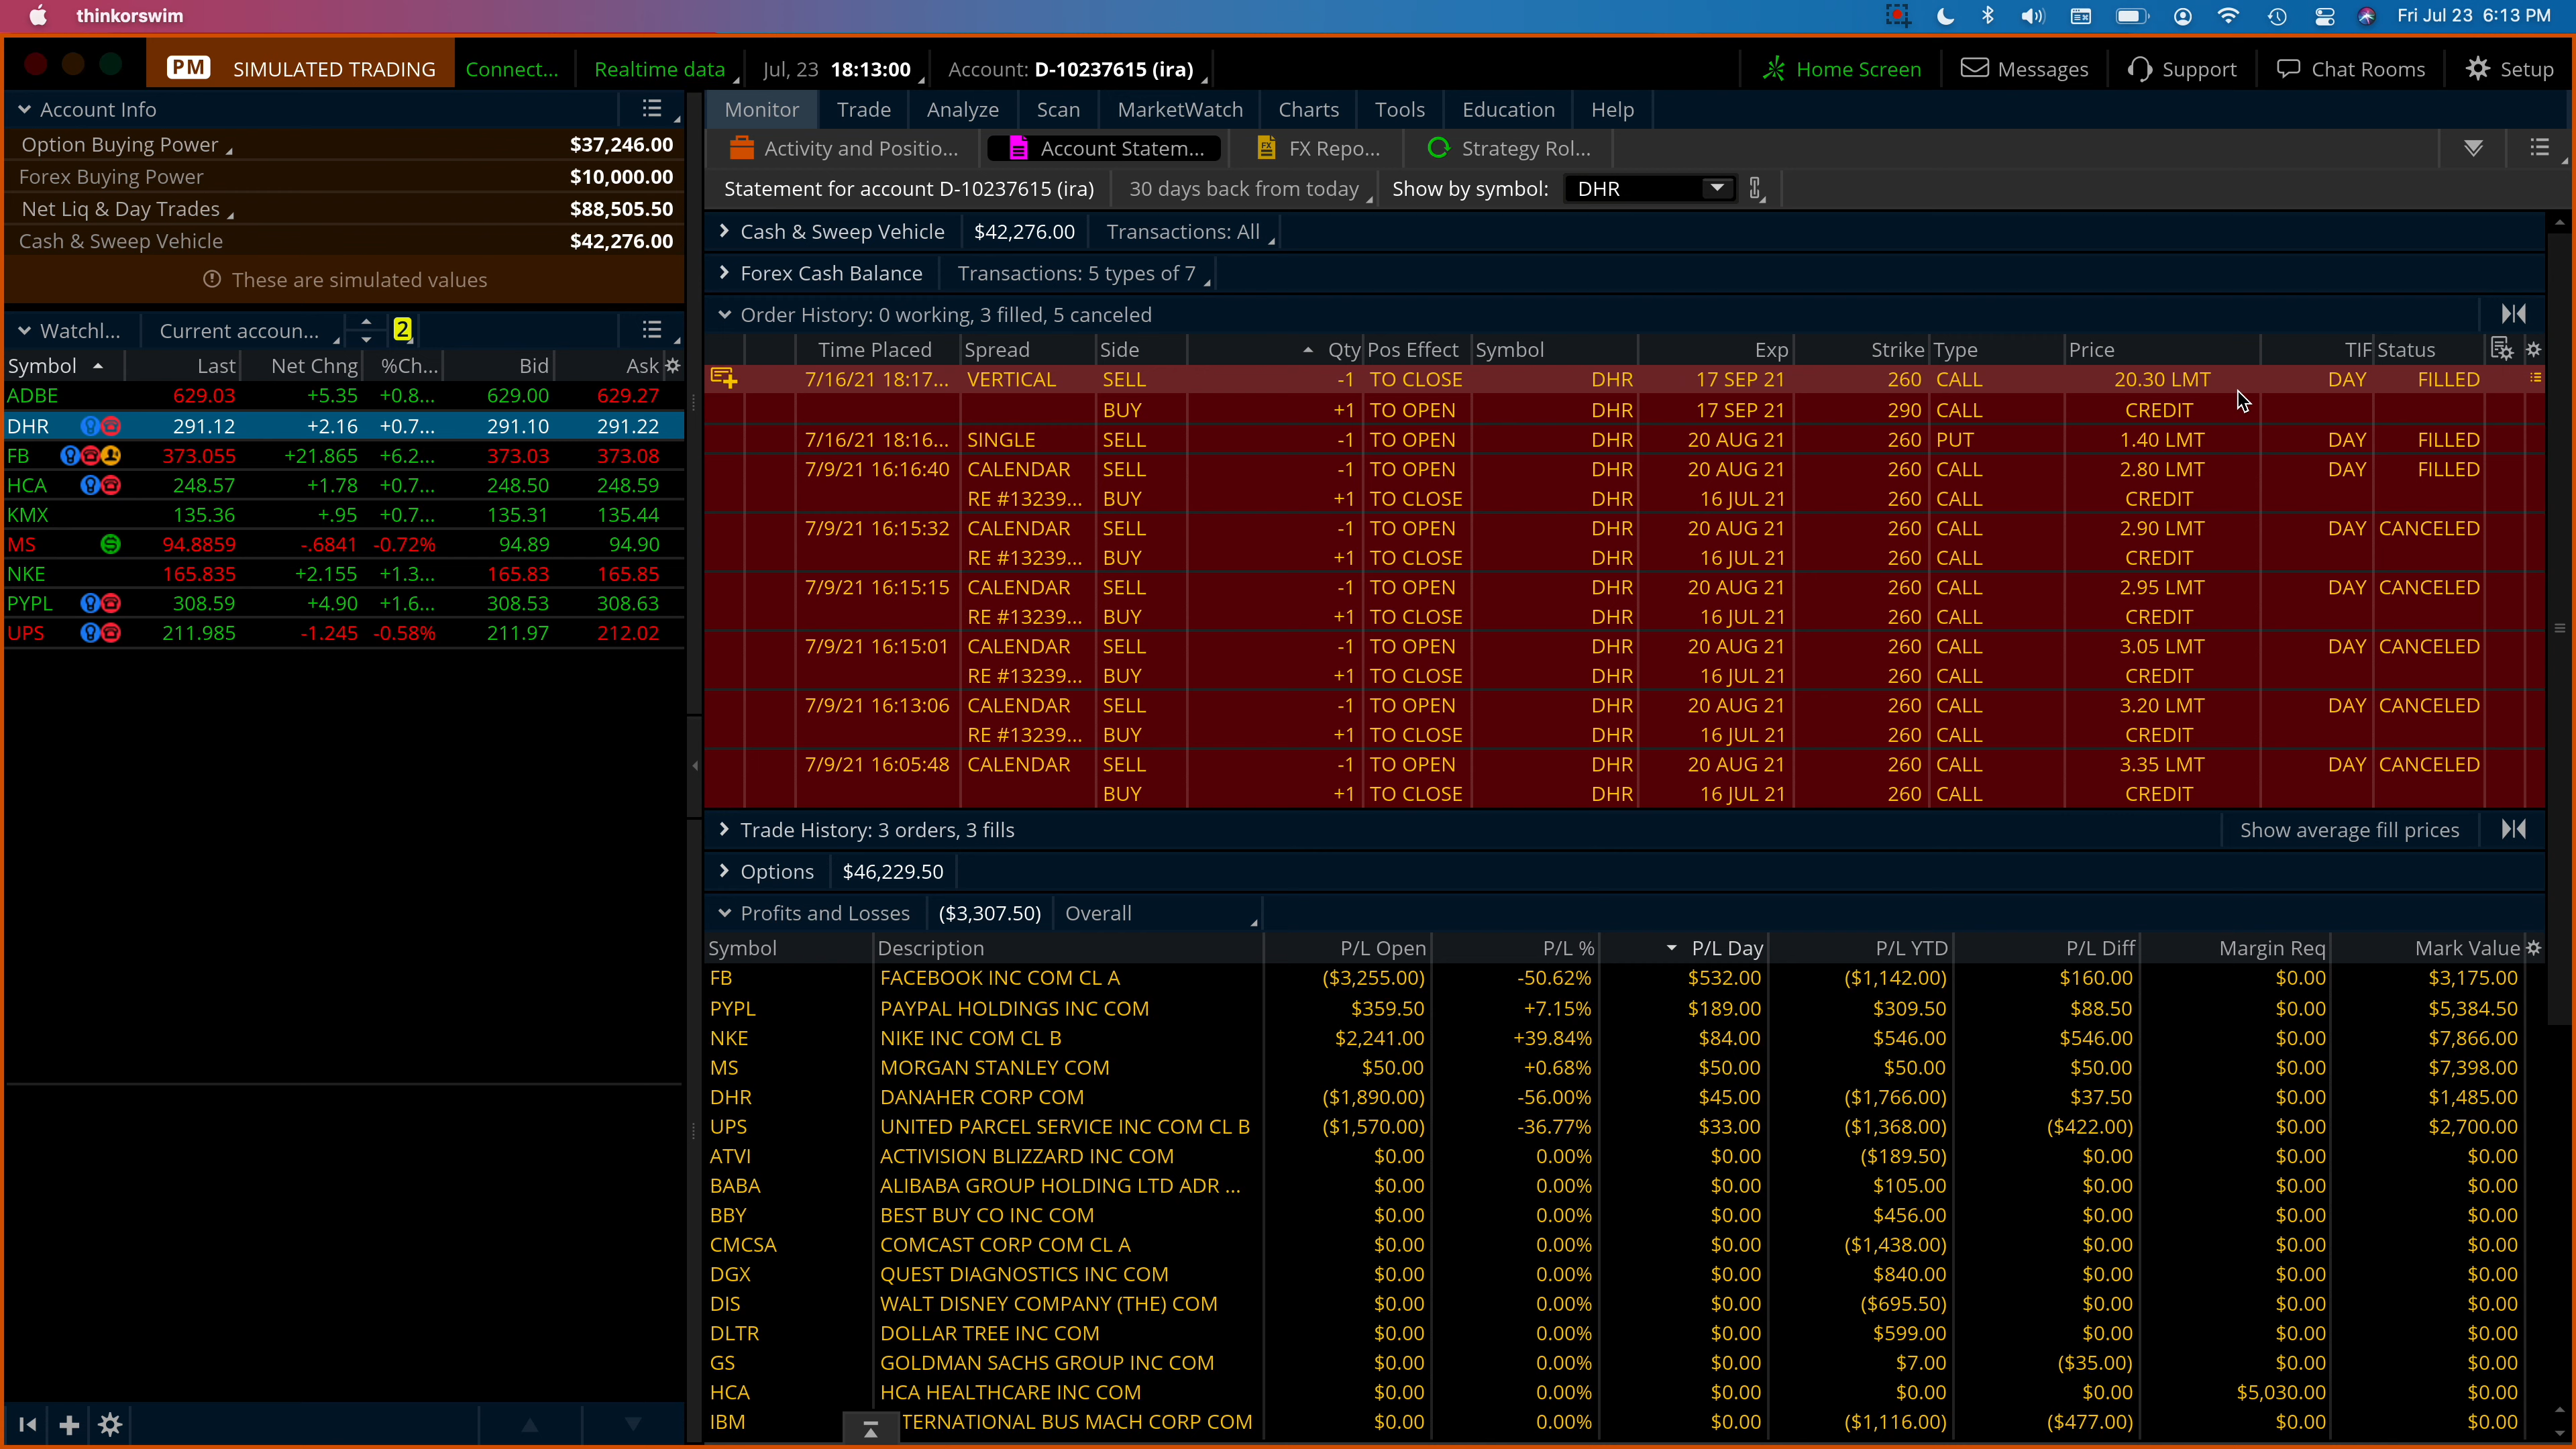 thinkorswim Fri Jul 23 6:13 PM
PM SIMULATED TRADING Connect... Realtime data Jul, 23 18:13:00 Account: D-10237615 (ira) Home Screen Messages Support Chat Rooms Setup
Account Info
Option Buying Power $37,246.00
Forex Buying Power $10,000.00
Net Liq & Day Trades $88,505.50
Cash & Sweep Vehicle $42,276.00
These are simulated values
Watchl... Current accoun... 2
Symbol Last Net Chng %Ch... Bid Ask
ADBE 629.03 +5.35 +0.8... 629.00 629.27
DHR 291.12 +2.16 +0.7... 291.10 291.22
FB 373.055 +21.865 +6.2... 373.03 373.08
HCA 248.57 +1.78 +0.7... 248.50 248.59
KMX 135.36 +.95 +0.7... 135.31 135.44
MS 94.8859 -.6841 -0.72% 94.89 94.90
NKE 165.835 +2.155 +1.3... 165.83 165.85
PYPL 308.59 +4.90 +1.6... 308.53 308.63
UPS 211.985 -1.245 -0.58% 211.97 212.02
Monitor Trade Analyze Scan MarketWatch Charts Tools Education Help
Activity and Positio... Account Statem... FX Repo... Strategy Rol...
Statement for account D-10237615 (ira) 30 days back from today Show by symbol: DHR
Cash & Sweep Vehicle $42,276.00 Transactions: All
Forex Cash Balance Transactions: 5 types of 7
Order History: 0 working, 3 filled, 5 canceled
Time Placed Spread Side Qty Pos Effect Symbol Exp Strike Type Price TIF Status
7/16/21 18:17... VERTICAL SELL -1 TO CLOSE DHR 17 SEP 21 260 CALL 20.30 LMT DAY FILLED
BUY +1 TO OPEN DHR 17 SEP 21 290 CALL CREDIT
7/16/21 18:16... SINGLE SELL -1 TO OPEN DHR 20 AUG 21 260 PUT 1.40 LMT DAY FILLED
7/9/21 16:16:40 CALENDAR SELL -1 TO OPEN DHR 20 AUG 21 260 CALL 2.80 LMT DAY FILLED
RE #13239... BUY +1 TO CLOSE DHR 16 JUL 21 260 CALL CREDIT
7/9/21 16:15:32 CALENDAR SELL -1 TO OPEN DHR 20 AUG 21 260 CALL 2.90 LMT DAY CANCELED
RE #13239... BUY +1 TO CLOSE DHR 16 JUL 21 260 CALL CREDIT
7/9/21 16:15:15 CALENDAR SELL -1 TO OPEN DHR 20 AUG 21 260 CALL 2.95 LMT DAY CANCELED
RE #13239... BUY +1 TO CLOSE DHR 16 JUL 21 260 CALL CREDIT
7/9/21 16:15:01 CALENDAR SELL -1 TO OPEN DHR 20 AUG 21 260 CALL 3.05 LMT DAY CANCELED
RE #13239... BUY +1 TO CLOSE DHR 16 JUL 21 260 CALL CREDIT
7/9/21 16:13:06 CALENDAR SELL -1 TO OPEN DHR 20 AUG 21 260 CALL 3.20 LMT DAY CANCELED
RE #13239... BUY +1 TO CLOSE DHR 16 JUL 21 260 CALL CREDIT
7/9/21 16:05:48 CALENDAR SELL -1 TO OPEN DHR 20 AUG 21 260 CALL 3.35 LMT DAY CANCELED
BUY +1 TO CLOSE DHR 16 JUL 21 260 CALL CREDIT
Trade History: 3 orders, 3 fills Show average fill prices
Options $46,229.50
Profits and Losses ($3,307.50) Overall
Symbol Description P/L Open P/L % P/L Day P/L YTD P/L Diff Margin Req Mark Value
FB FACEBOOK INC COM CL A ($3,255.00) -50.62% $532.00 ($1,142.00) $160.00 $0.00 $3,175.00
PYPL PAYPAL HOLDINGS INC COM $359.50 +7.15% $189.00 $309.50 $88.50 $0.00 $5,384.50
NKE NIKE INC COM CL B $2,241.00 +39.84% $84.00 $546.00 $546.00 $0.00 $7,866.00
MS MORGAN STANLEY COM $50.00 +0.68% $50.00 $50.00 $50.00 $0.00 $7,398.00
DHR DANAHER CORP COM ($1,890.00) -56.00% $45.00 ($1,766.00) $37.50 $0.00 $1,485.00
UPS UNITED PARCEL SERVICE INC COM CL B ($1,570.00) -36.77% $33.00 ($1,368.00) ($422.00) $0.00 $2,700.00
ATVI ACTIVISION BLIZZARD INC COM $0.00 0.00% $0.00 ($189.50) $0.00 $0.00 $0.00
BABA ALIBABA GROUP HOLDING LTD ADR ... $0.00 0.00% $0.00 $105.00 $0.00 $0.00 $0.00
BBY BEST BUY CO INC COM $0.00 0.00% $0.00 $456.00 $0.00 $0.00 $0.00
CMCSA COMCAST CORP COM CL A $0.00 0.00% $0.00 ($1,438.00) $0.00 $0.00 $0.00
DGX QUEST DIAGNOSTICS INC COM $0.00 0.00% $0.00 $840.00 $0.00 $0.00 $0.00
DIS WALT DISNEY COMPANY (THE) COM $0.00 0.00% $0.00 ($695.50) $0.00 $0.00 $0.00
DLTR DOLLAR TREE INC COM $0.00 0.00% $0.00 $599.00 $0.00 $0.00 $0.00
GS GOLDMAN SACHS GROUP INC COM $0.00 0.00% $0.00 $7.00 ($35.00) $0.00 $0.00
HCA HCA HEALTHCARE INC COM $0.00 0.00% $0.00 $0.00 $0.00 $5,030.00 $0.00
IBM TERNATIONAL BUS MACH CORP COM $0.00 0.00% $0.00 ($1,116.00) ($477.00) $0.00 $0.00